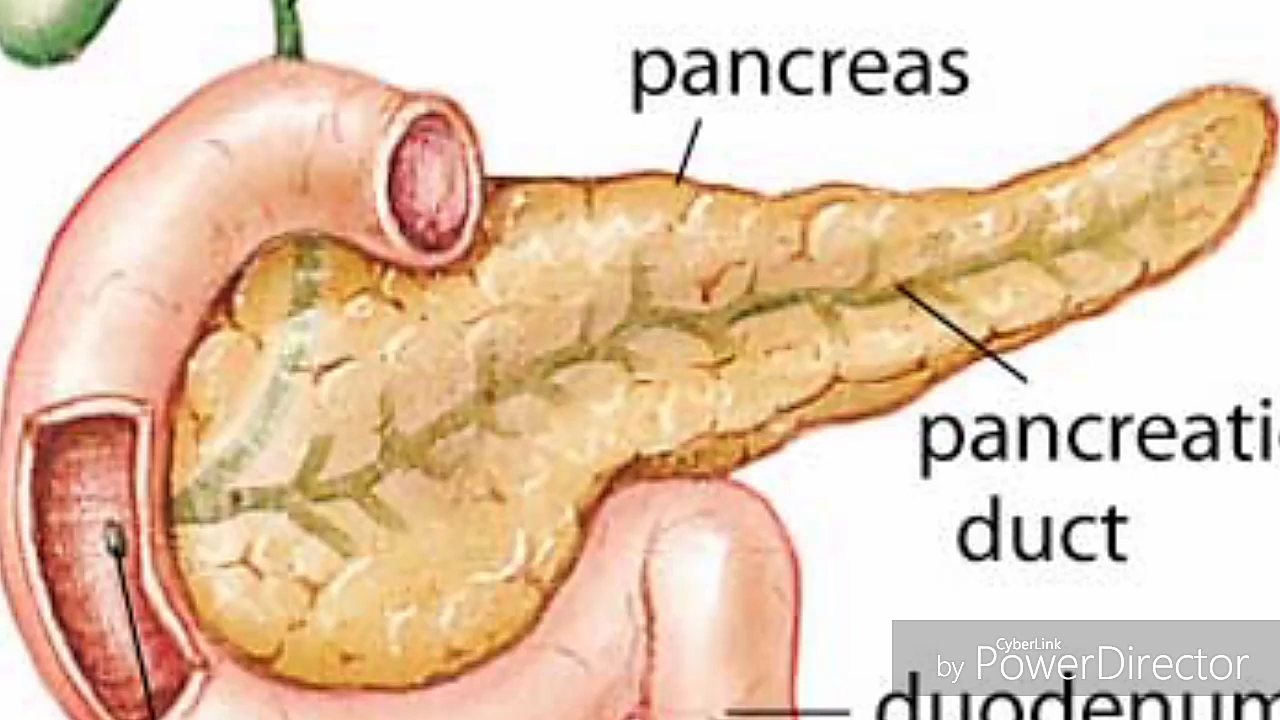 pancreas
pancreati
duct
CyberLink
by PowerDirector
duodenum